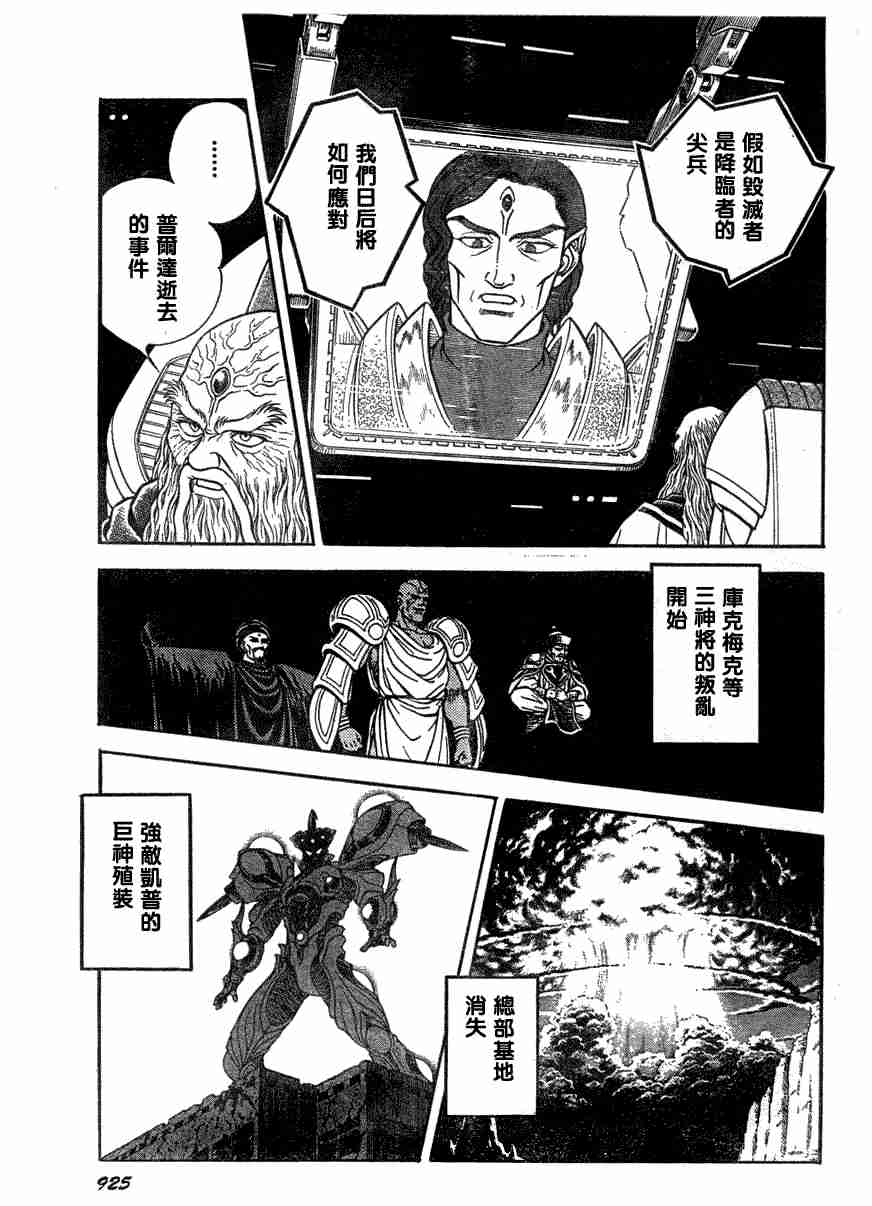 假如毀滅者
是降臨者的
尖兵
我們日后將
如何應對
⋯⋯
普爾達逝去
的事件
庫克梅克等
三神將的叛亂
開始
總部基地
消失
強敵凱普的
巨神殖装
925